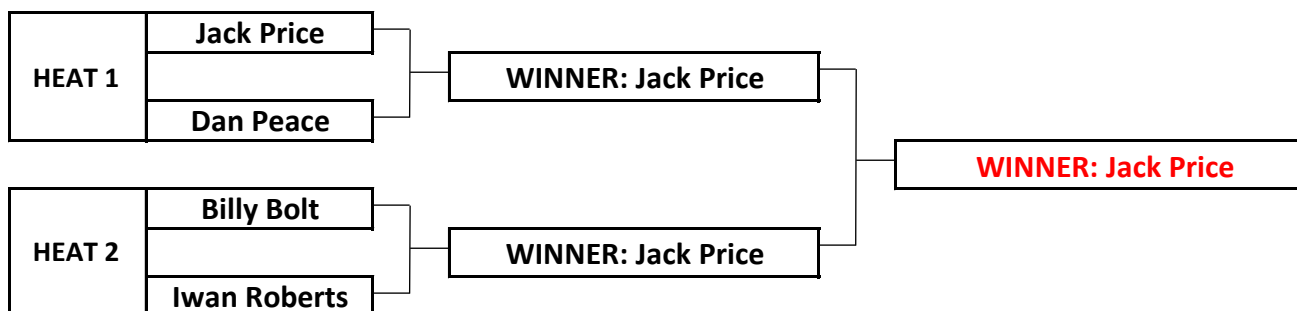 HEAT 1
Jack Price
Dan Peace
WINNER: Jack Price
WINNER: Jack Price
HEAT 2
Billy Bolt
Iwan Roberts
WINNER: Jack Price